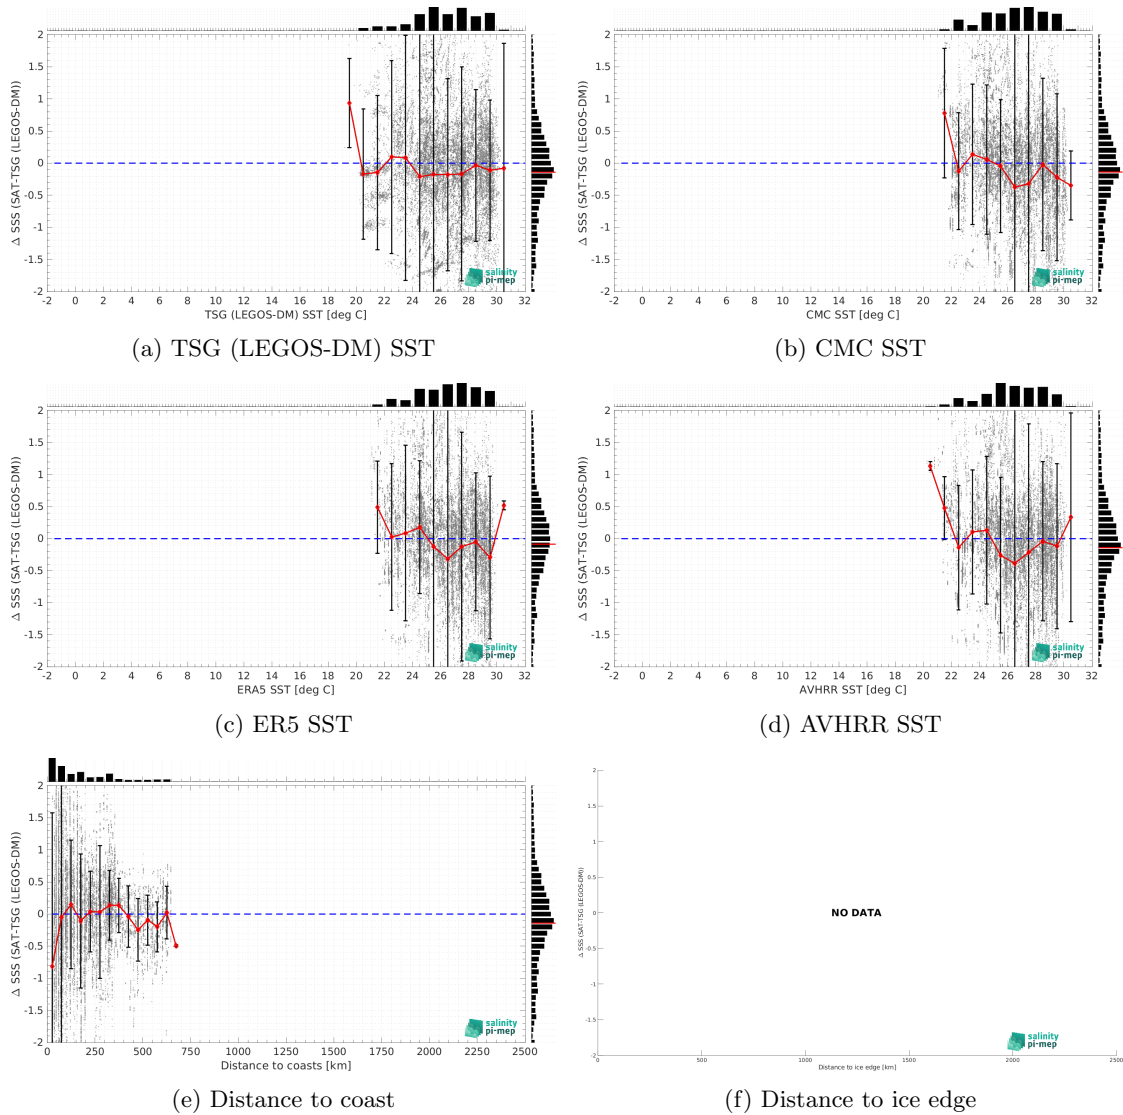 2
1.5
1
0.5
0
-0.5
-1
-1.5
-2
Δ SSS (SAT-TSG (LEGOS-DM))
-2 0 2 4 6 8 10 12 14 16 18 20 22 24 26 28 30 32
TSG (LEGOS-DM) SST [deg C]
salinity
pi-mep
(a) TSG (LEGOS-DM) SST
2
1.5
1
0.5
0
-0.5
-1
-1.5
-2
Δ SSS (SAT-TSG (LEGOS-DM))
-2 0 2 4 6 8 10 12 14 16 18 20 22 24 26 28 30 32
CMC SST [deg C]
salinity
pi-mep
(b) CMC SST
2
1.5
1
0.5
0
-0.5
-1
-1.5
-2
Δ SSS (SAT-TSG (LEGOS-DM))
-2 0 2 4 6 8 10 12 14 16 18 20 22 24 26 28 30 32
ERA5 SST [deg C]
salinity
pi-mep
(c) ER5 SST
2
1.5
1
0.5
0
-0.5
-1
-1.5
-2
Δ SSS (SAT-TSG (LEGOS-DM))
-2 0 2 4 6 8 10 12 14 16 18 20 22 24 26 28 30 32
AVHRR SST [deg C]
salinity
pi-mep
(d) AVHRR SST
2
1.5
1
0.5
0
-0.5
-1
-1.5
-2
Δ SSS (SAT-TSG (LEGOS-DM))
0 250 500 750 1000 1250 1500 1750 2000 2250 2500
Distance to coasts [km]
salinity
pi-mep
(e) Distance to coast
2
1.5
1
0.5
0
-0.5
-1
-1.5
-2
Δ SSS (SAT-TSG (LEGOS-DM))
NO DATA
0 500 1000 1500 2000 2500
Distance to ice edge [km]
salinity
pi-mep
(f) Distance to ice edge